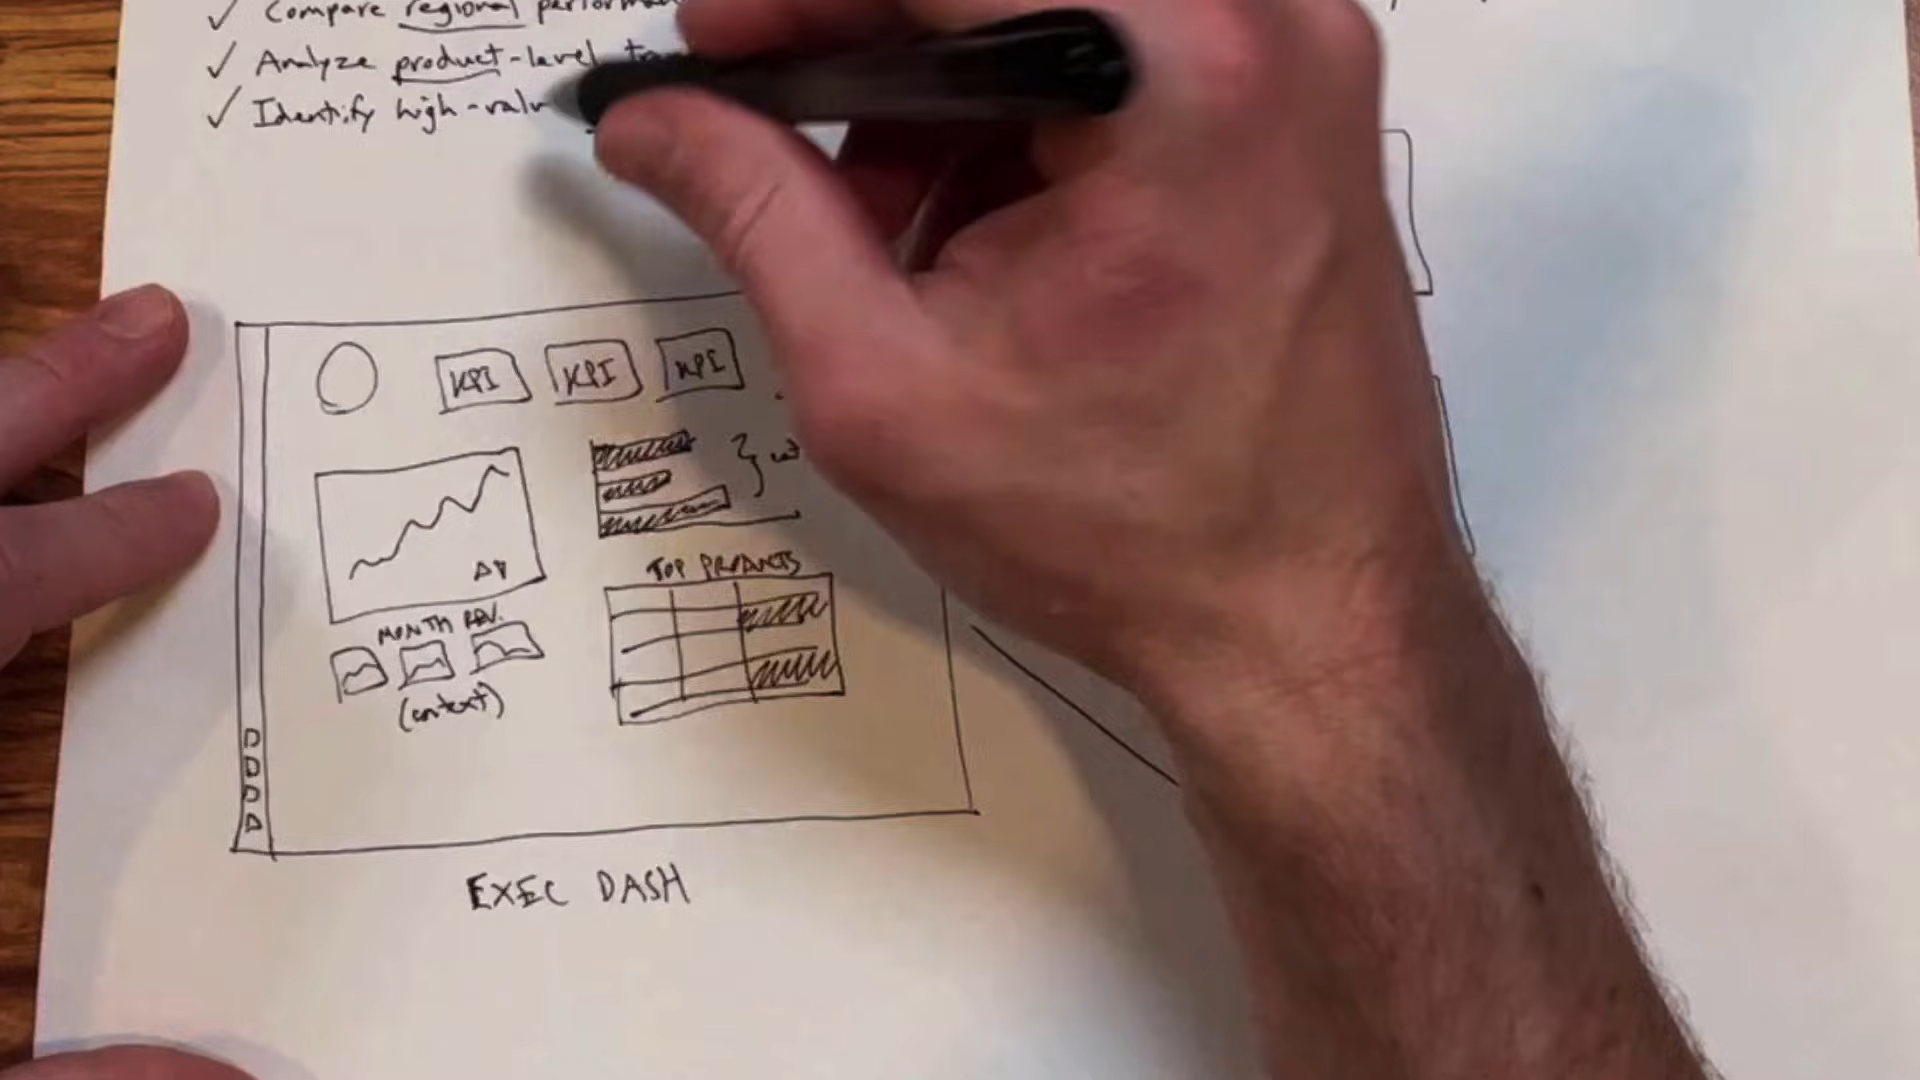 ✓ Compare regional
✓ Analyze product-level
✓ Identify high-valu
KPI KPI KPI
TOP PRODUCTS
MONTH REV.
(context)
EXEC DASH